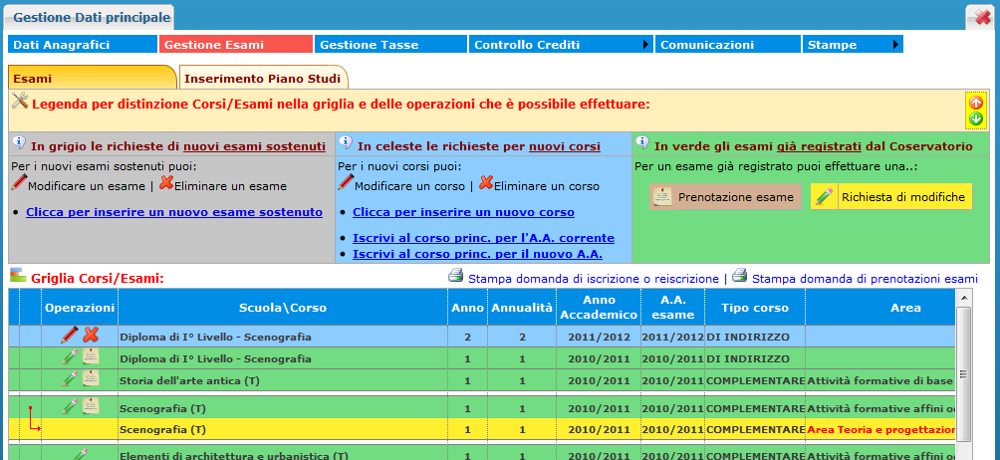 Gestione Dati principale
Dati Anagrafici Gestione Esami Gestione Tasse Controllo Crediti Comunicazioni Stampe
Esami Inserimento Piano Studi
Legenda per distinzione Corsi/Esami nella griglia e delle operazioni che è possibile effettuare:
In grigio le richieste di nuovi esami sostenuti
Per i nuovi esami sostenuti puoi:
Modificare un esame | Eliminare un esame
• Clicca per inserire un nuovo esame sostenuto
In celeste le richieste per nuovi corsi
Per i nuovi corsi puoi:
Modificare un corso | Eliminare un corso
• Clicca per inserire un nuovo corso
• Iscrivi al corso princ. per l'A.A. corrente
• Iscrivi al corso princ. per il nuovo A.A.
In verde gli esami già registrati dal Coservatorio
Per un esame già registrato puoi effettuare una..:
Prenotazione esame Richiesta di modifiche
Griglia Corsi/Esami: Stampa domanda di iscrizione o reiscrizione | Stampa domanda di prenotazioni esami
Operazioni Scuola\Corso Anno Annualità Anno Accademico A.A. esame Tipo corso Area
Diploma di I° Livello - Scenografia 2 2 2011/2012 2011/2012 DI INDIRIZZO
Diploma di I° Livello - Scenografia 1 1 2010/2011 2010/2011 DI INDIRIZZO
Storia dell'arte antica (T) 1 1 2010/2011 2010/2011 COMPLEMENTARE Attività formative di base
Scenografia (T) 1 1 2010/2011 2010/2011 COMPLEMENTARE Attività formative affini o
Scenografia (T) 1 1 2010/2011 2010/2011 COMPLEMENTARE Area Teoria e progettazion
Elementi di architettura e urbanistica (T) 1 1 2010/2011 2010/2011 COMPLEMENTARE Attività formative affini o